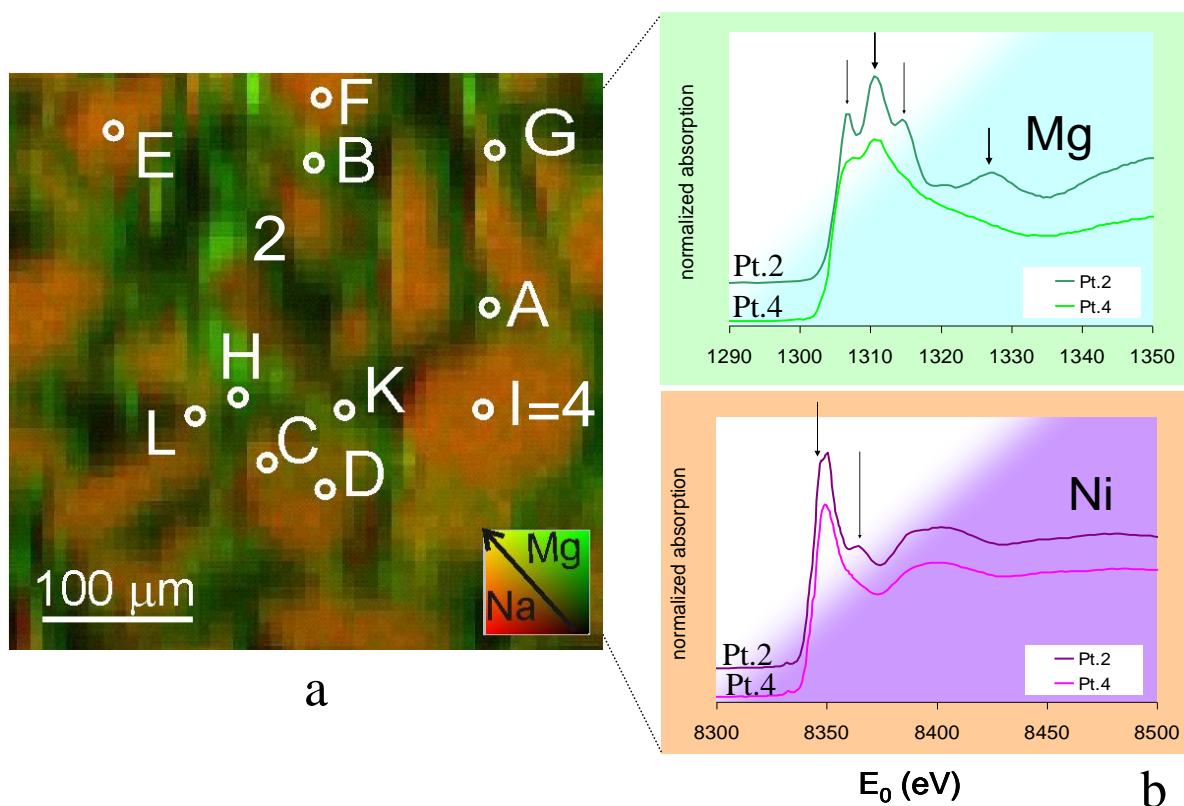 F
E
B
G
2
A
H
K
I=4
L
C
D
100 μm
Mg
Na
a
normalized absorption
Mg
Pt.2
Pt.4
Pt.2
Pt.4
1290 1300 1310 1320 1330 1340 1350
normalized absorption
Ni
Pt.2
Pt.4
Pt.2
Pt.4
8300 8350 8400 8450 8500
E₀ (eV)
b